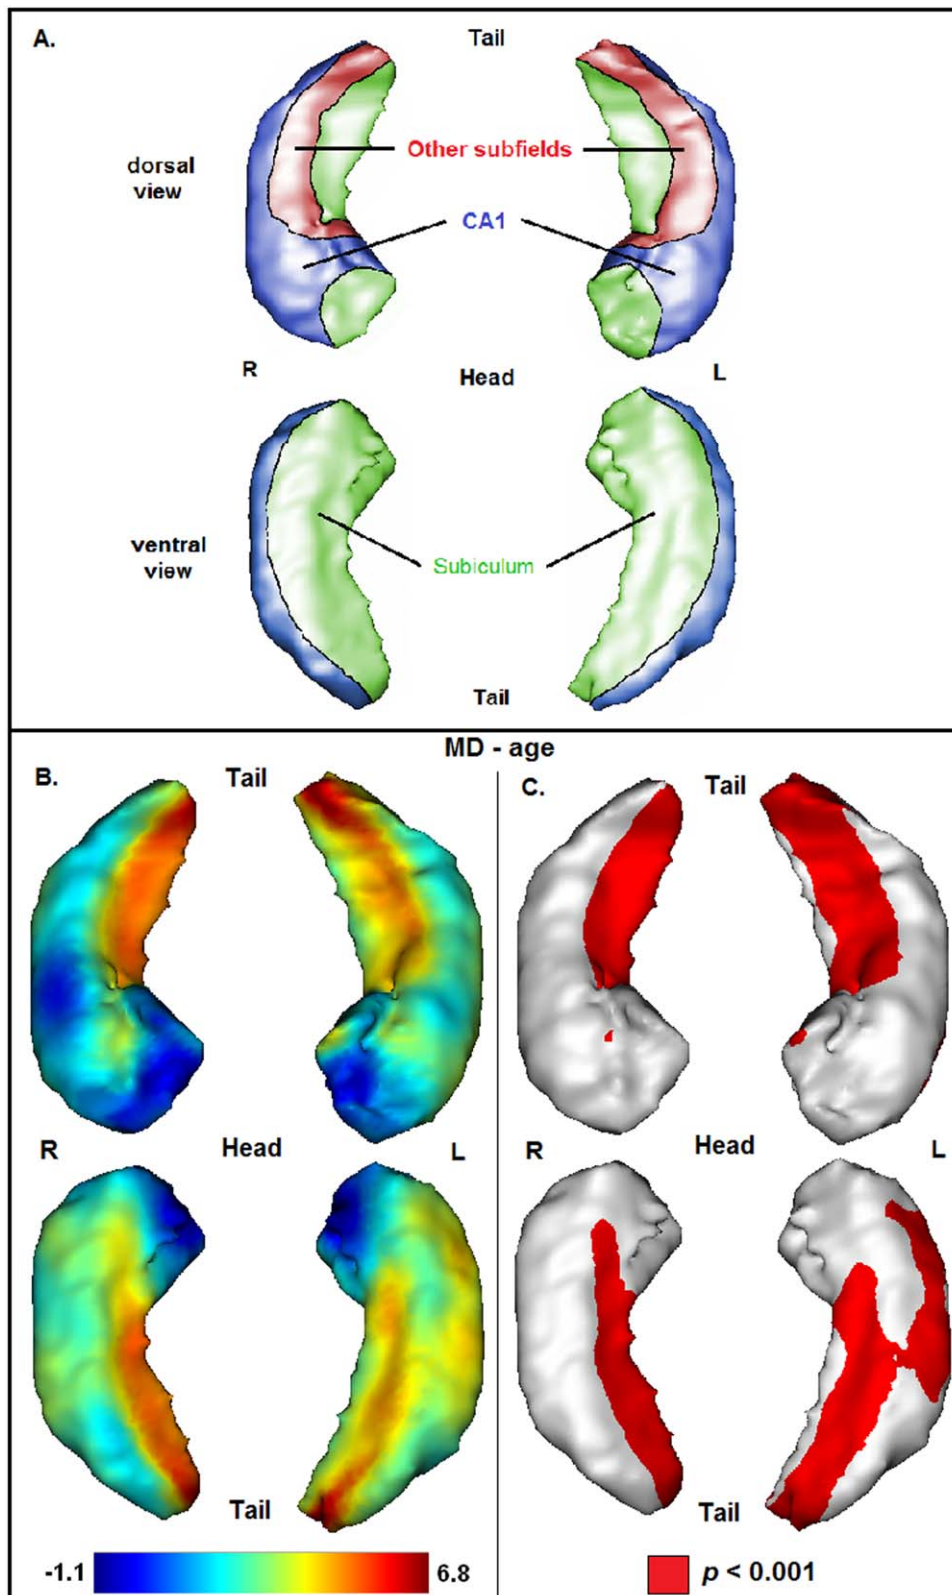 A.
Tail
dorsal
view
Other subfields
CA1
R
Head
L
ventral
view
Subiculum
Tail
MD - age
B.
Tail
C.
Tail
R
Head
L
R
Head
L
Tail
Tail
-1.1
6.8
p < 0.001